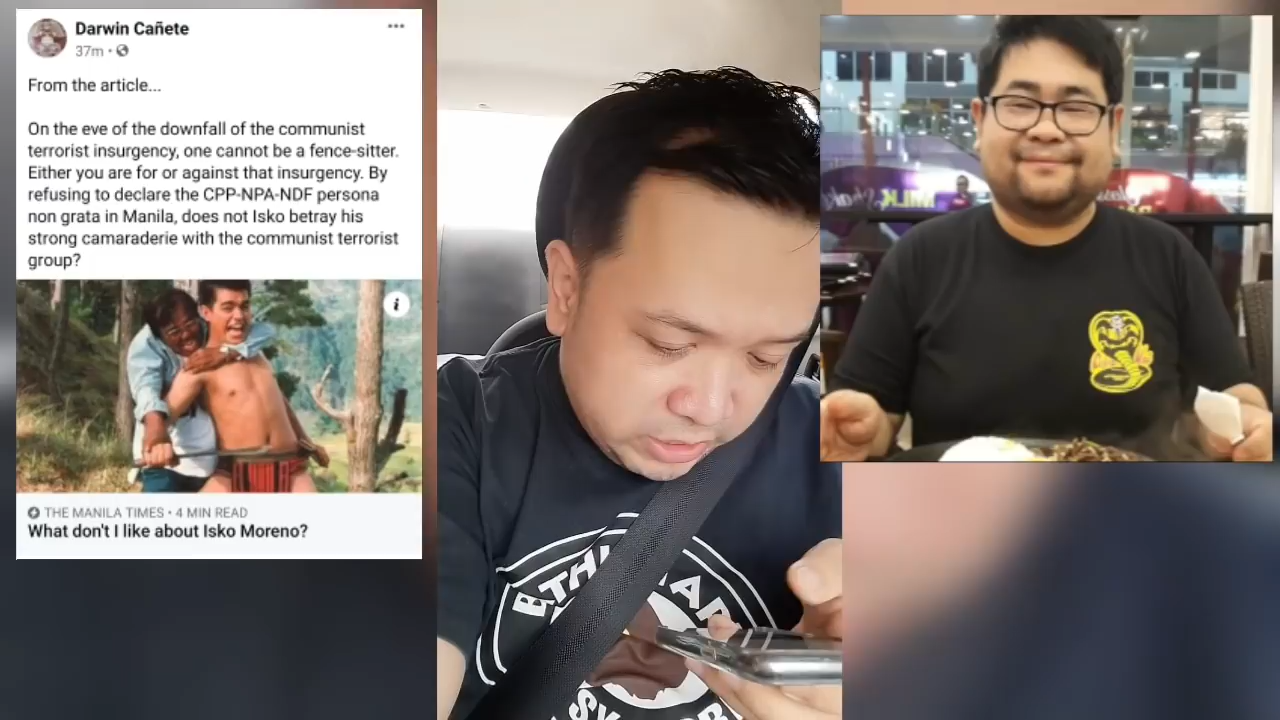 Darwin Cañete
37m
From the article...
On the eve of the downfall of the communist
terrorist insurgency, one cannot be a fence-sitter.
Either you are for or against that insurgency. By
refusing to declare the CPP-NPA-NDF persona
non grata in Manila, does not Isko betray his
strong camaraderie with the communist terrorist
group?
THE MANILA TIMES • 4 MIN READ
What don't I like about Isko Moreno?
MILK